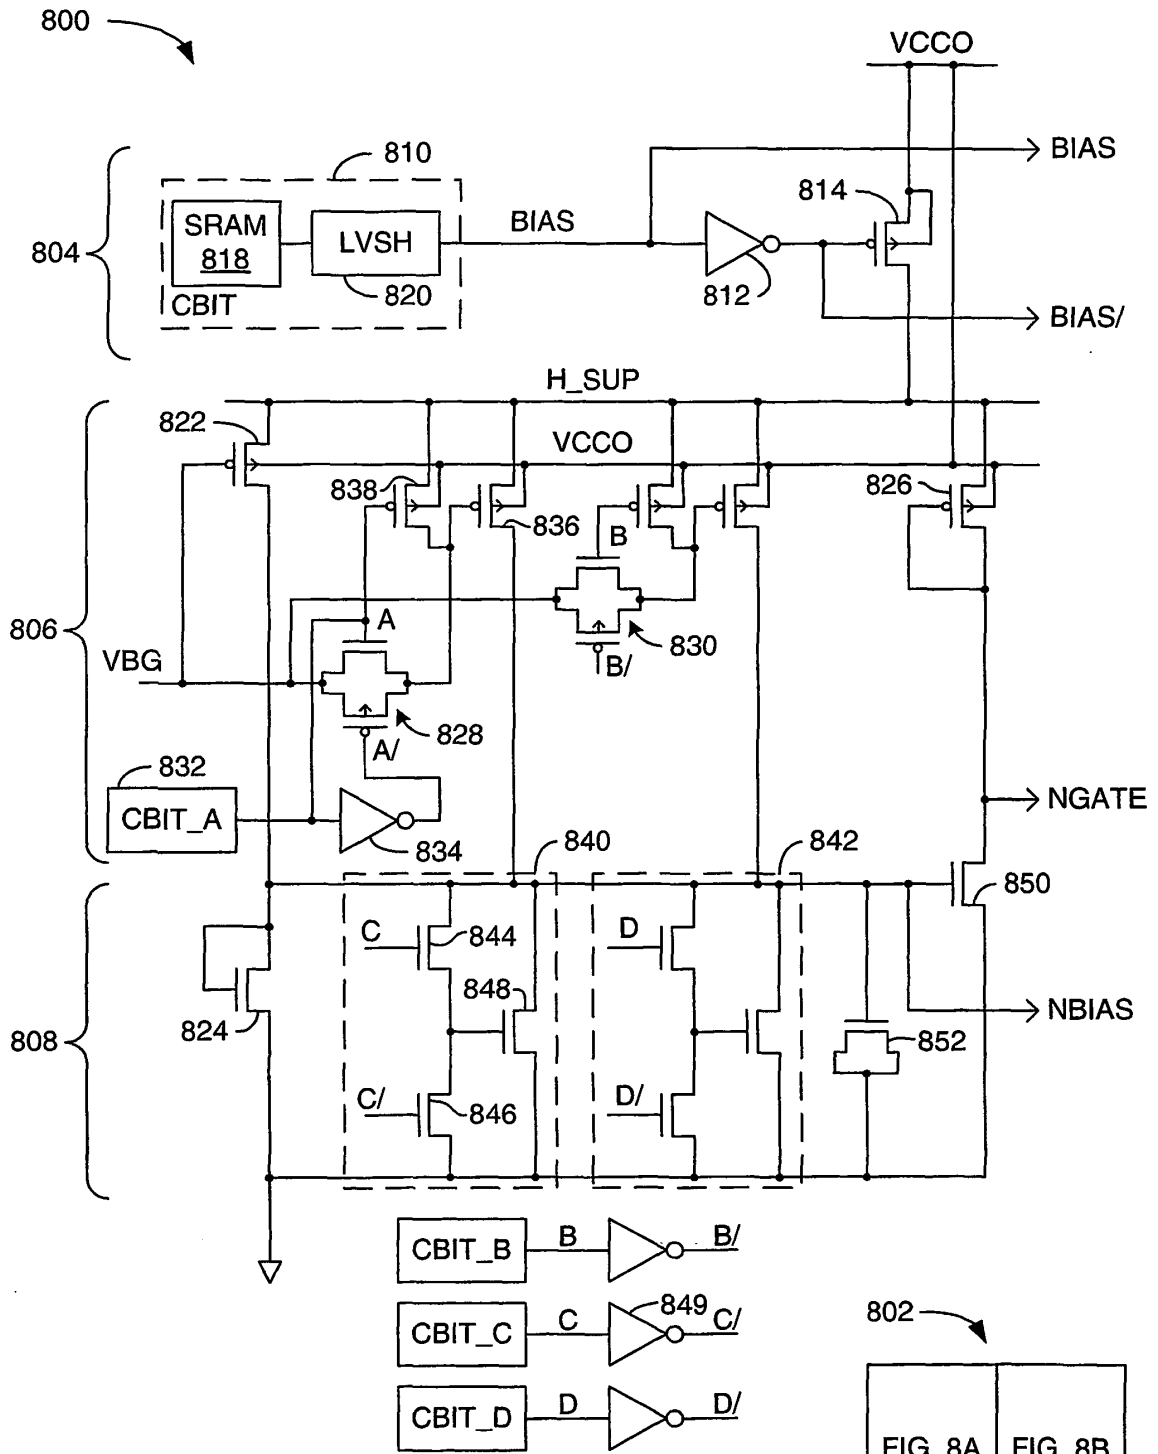 800
VCCO
BIAS
810
814
SRAM
818
LVSH
BIAS
804
820
812
CBIT
BIAS/
H_SUP
822
VCCO
838
836
826
B
806
A
830
VBG
B/
828
A/
832
CBIT_A
NGATE
834
840
842
850
C
844
D
848
824
NBIAS
808
852
C/
846
D/
CBIT_B
B
B/
849
CBIT_C
C
C/
802
CBIT_D
D
D/
FIG. 8A
FIG. 8B